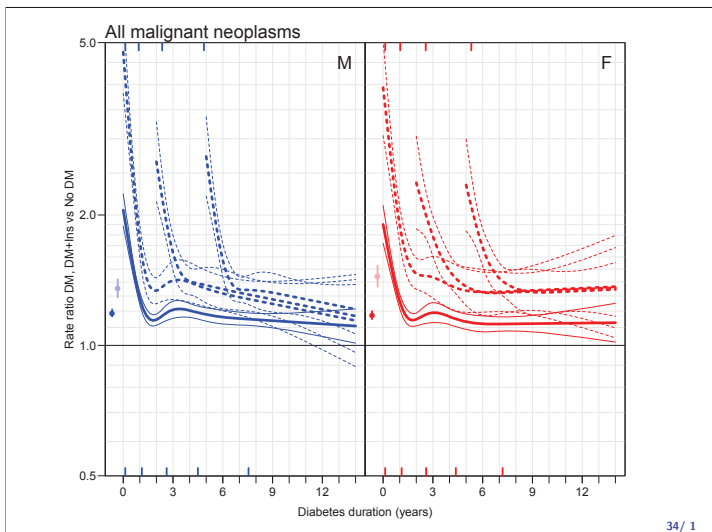 All malignant neoplasms
5.0
M
F
2.0
1.0
0.5
Rate ratio DM, DM+Ins vs No DM
0 3 6 9 12 0 3 6 9 12
Diabetes duration (years)
34/ 1